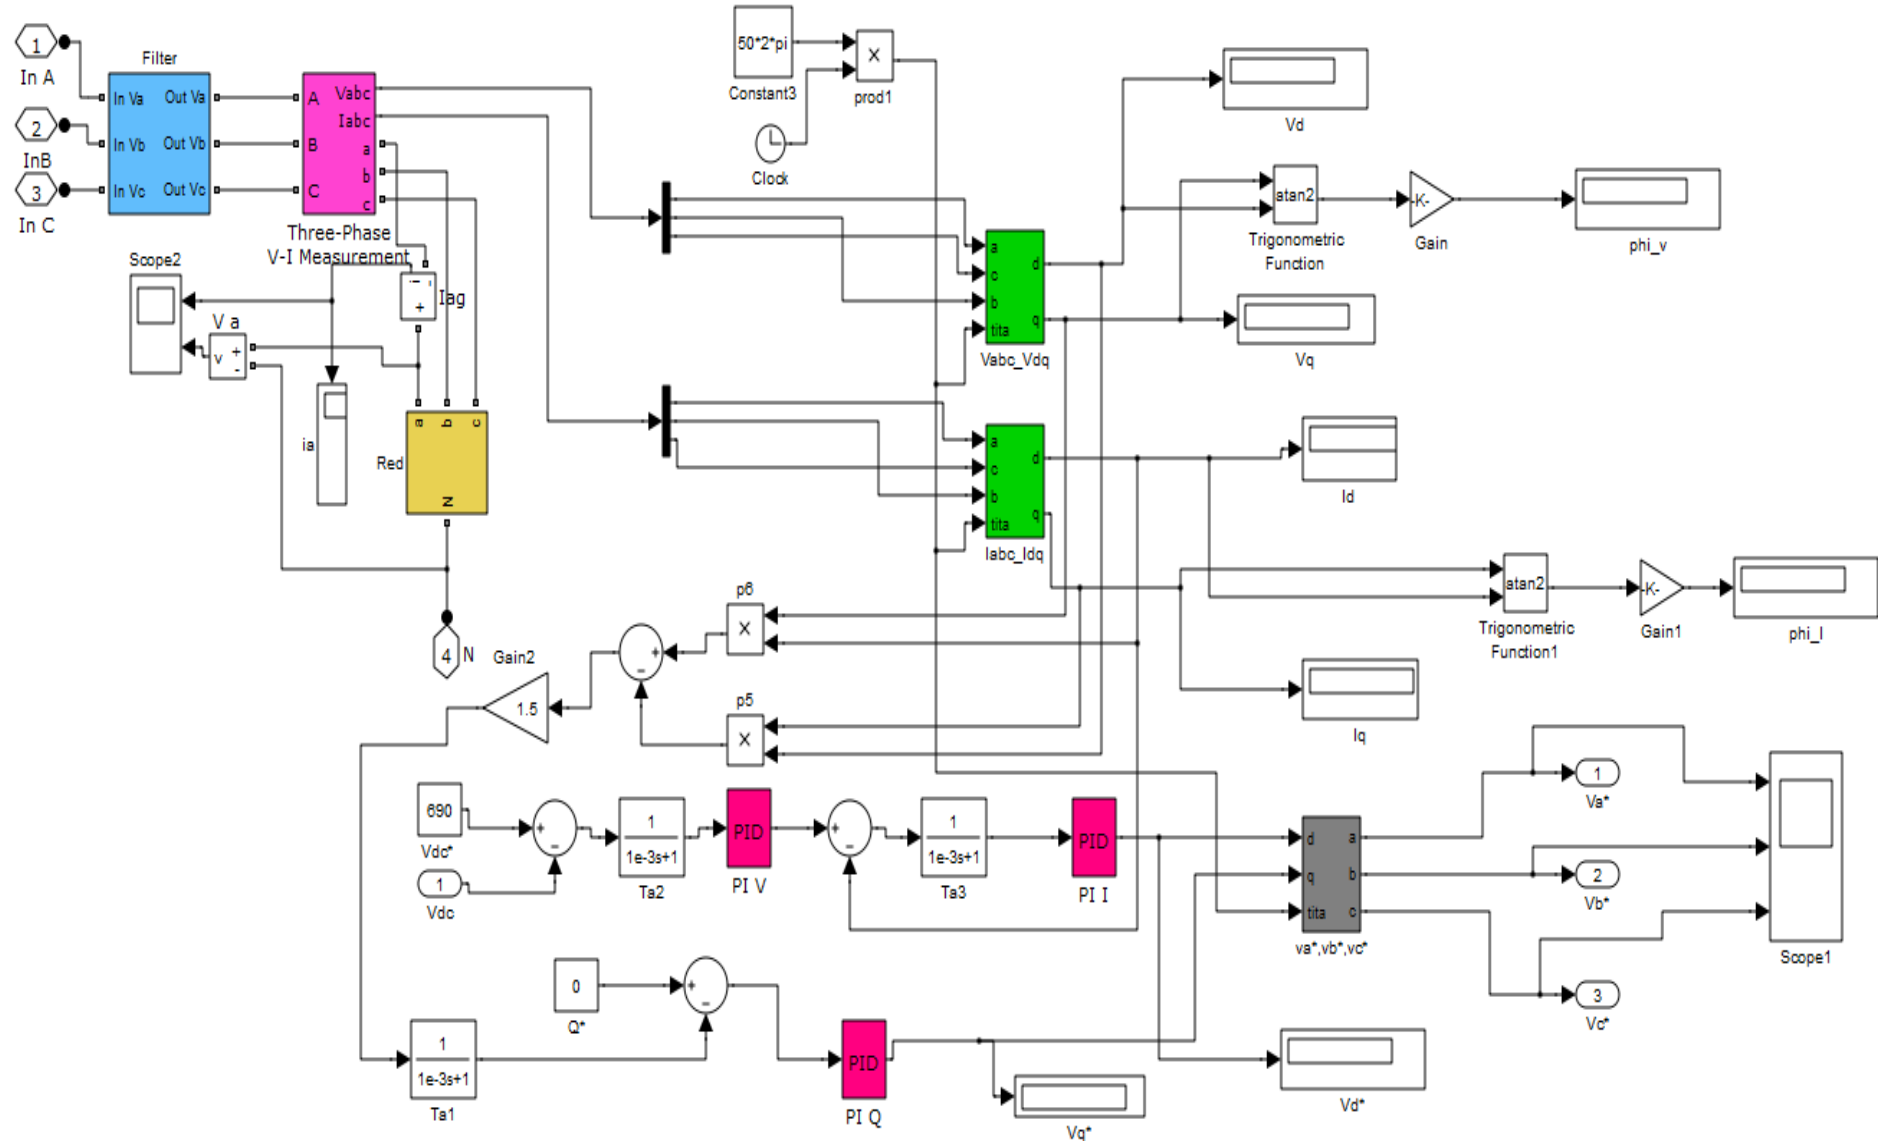 1
In A
2
InB
3
In C
Filter
In Va Out Va
In Vb Out Vb
In Vc Out Vc
A Vabc
Iabc
B a
b
C c
Three-Phase
V-I Measurement
50*2*pi
Constant3
X
prod1
Clock
Vd
atan2
Trigonometric
Function
-K-
Gain
phi_v
a
c
b
tita
d
q
Vabc_Vdq
Vq
Scope2
V a
v
+
-
i
+
Iag
ia
a b c
Red
N
4
N
a
c
b
tita
d
q
Iabc_Idq
Id
atan2
Trigonometric
Function1
-K-
Gain1
phi_I
Iq
p6
X
+
-
Gain2
1.5
p5
X
690
Vdc*
1
Vdc
+
-
1
1e-3s+1
Ta2
PID
PI V
+
-
1
1e-3s+1
Ta3
PID
PI I
d a
q b
tita c
va*,vb*,vc*
1
Va*
2
Vb*
3
Vc*
Scope1
0
Q*
+
-
1
1e-3s+1
Ta1
PID
PI Q
Vq*
Vd*